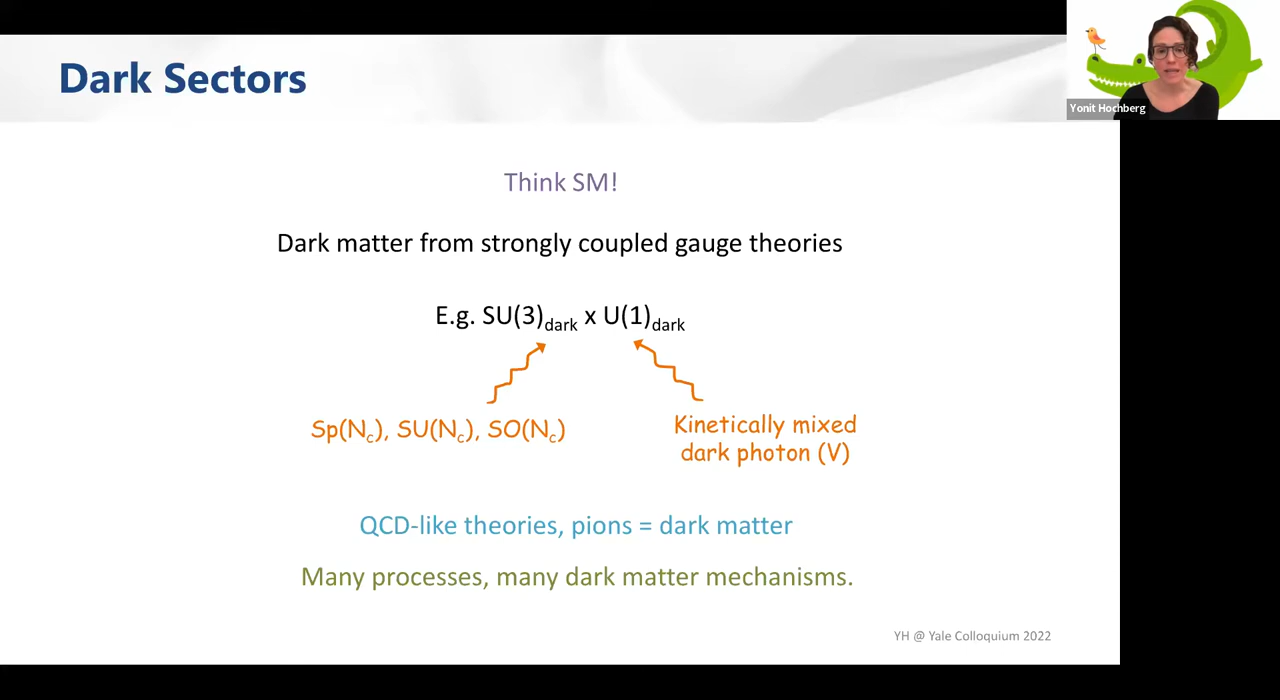 Dark Sectors
Yonit Hochberg
Think SM!
Dark matter from strongly coupled gauge theories
E.g. SU(3)dark x U(1)dark
Sp(Nc), SU(Nc), SO(Nc)
Kinetically mixed
dark photon (V)
QCD-like theories, pions = dark matter
Many processes, many dark matter mechanisms.
YH @ Yale Colloquium 2022